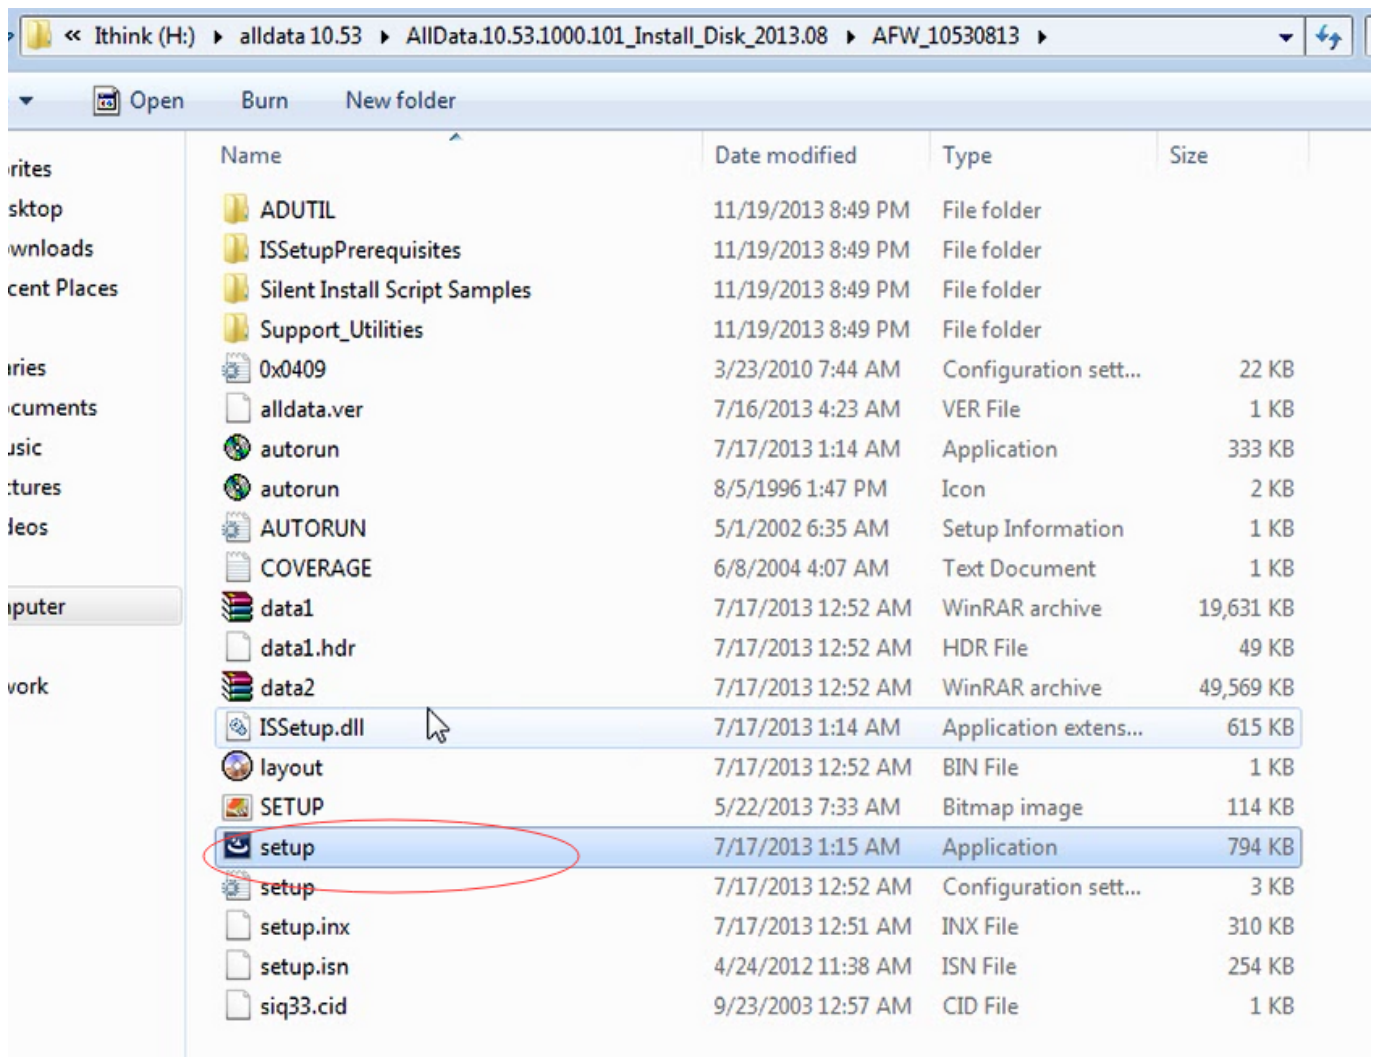 « Ithink (H:) alldata 10.53 AllData.10.53.1000.101_Install_Disk_2013.08 AFW_10530813
Open Burn New folder
Name Date modified Type Size
rites
sktop
wnloads
cent Places
ries
cuments
usic
tures
deos
mputer
work
ADUTIL 11/19/2013 8:49 PM File folder
ISSetupPrerequisites 11/19/2013 8:49 PM File folder
Silent Install Script Samples 11/19/2013 8:49 PM File folder
Support_Utilities 11/19/2013 8:49 PM File folder
0x0409 3/23/2010 7:44 AM Configuration sett... 22 KB
alldata.ver 7/16/2013 4:23 AM VER File 1 KB
autorun 7/17/2013 1:14 AM Application 333 KB
autorun 8/5/1996 1:47 PM Icon 2 KB
AUTORUN 5/1/2002 6:35 AM Setup Information 1 KB
COVERAGE 6/8/2004 4:07 AM Text Document 1 KB
data1 7/17/2013 12:52 AM WinRAR archive 19,631 KB
data1.hdr 7/17/2013 12:52 AM HDR File 49 KB
data2 7/17/2013 12:52 AM WinRAR archive 49,569 KB
ISSetup.dll 7/17/2013 1:14 AM Application extens... 615 KB
layout 7/17/2013 12:52 AM BIN File 1 KB
SETUP 5/22/2013 7:33 AM Bitmap image 114 KB
setup 7/17/2013 1:15 AM Application 794 KB
setup 7/17/2013 12:52 AM Configuration sett... 3 KB
setup.inx 7/17/2013 12:51 AM INX File 310 KB
setup.isn 4/24/2012 11:38 AM ISN File 254 KB
siq33.cid 9/23/2003 12:57 AM CID File 1 KB